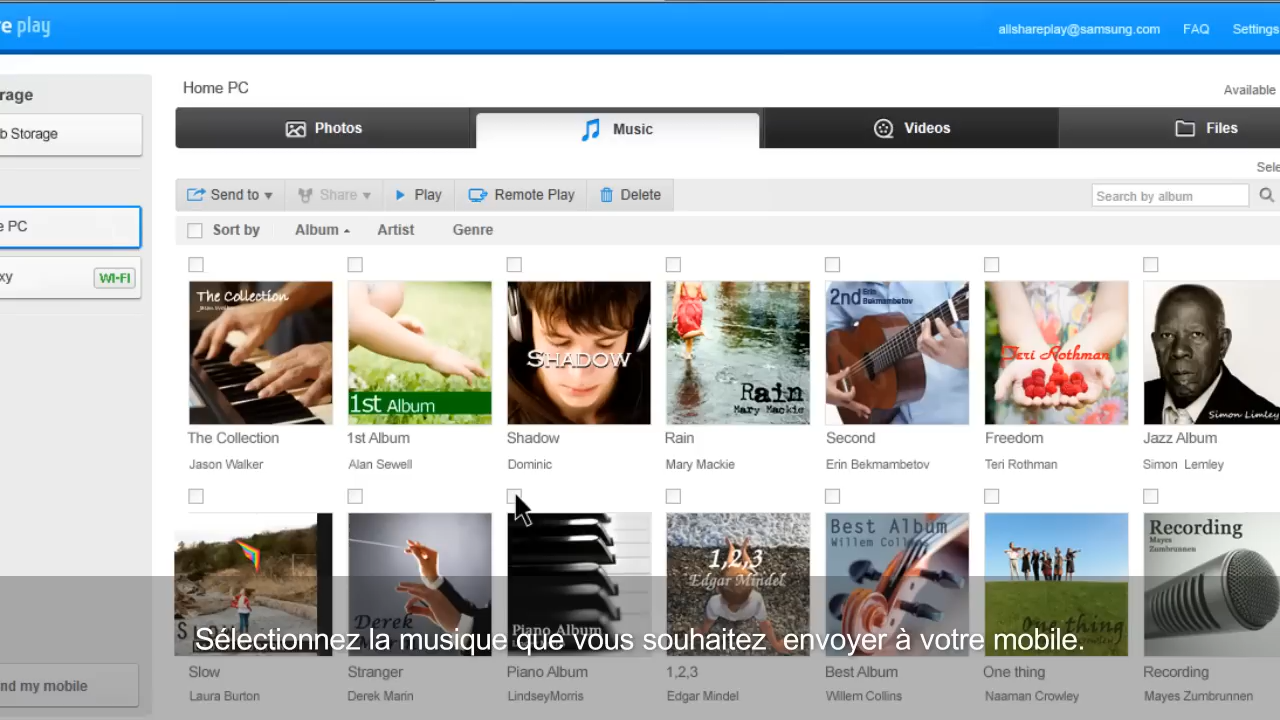 e play
allshareplay@samsung.com FAQ Settings
rage
Home PC
Available
b Storage
Photos Music Videos Files
Sele
Send to Share Play Remote Play Delete Search by album
e PC
Sort by Album Artist Genre
xy WI-FI
The Collection
1st Album
SHADOW
Rain
Mary Mackie
2nd Erin
Bekmambetov
Teri Rothman
Simon Limley
The Collection 1st Album Shadow Rain Second Freedom Jazz Album
Jason Walker Alan Sewell Dominic Mary Mackie Erin Bekmambetov Teri Rothman Simon Lemley
Derek
Piano Album
1,2,3
Edgar Mindel
Best Album
Willem Coll
One thing
Recording
Mayes
Zumbrunnen
Sélectionnez la musique que vous souhaitez envoyer à votre mobile.
Slow Stranger Piano Album 1,2,3 Best Album One thing Recording
nd my mobile
Laura Burton Derek Marin LindseyMorris Edgar Mindel Willem Collins Naaman Crowley Mayes Zumbrunnen